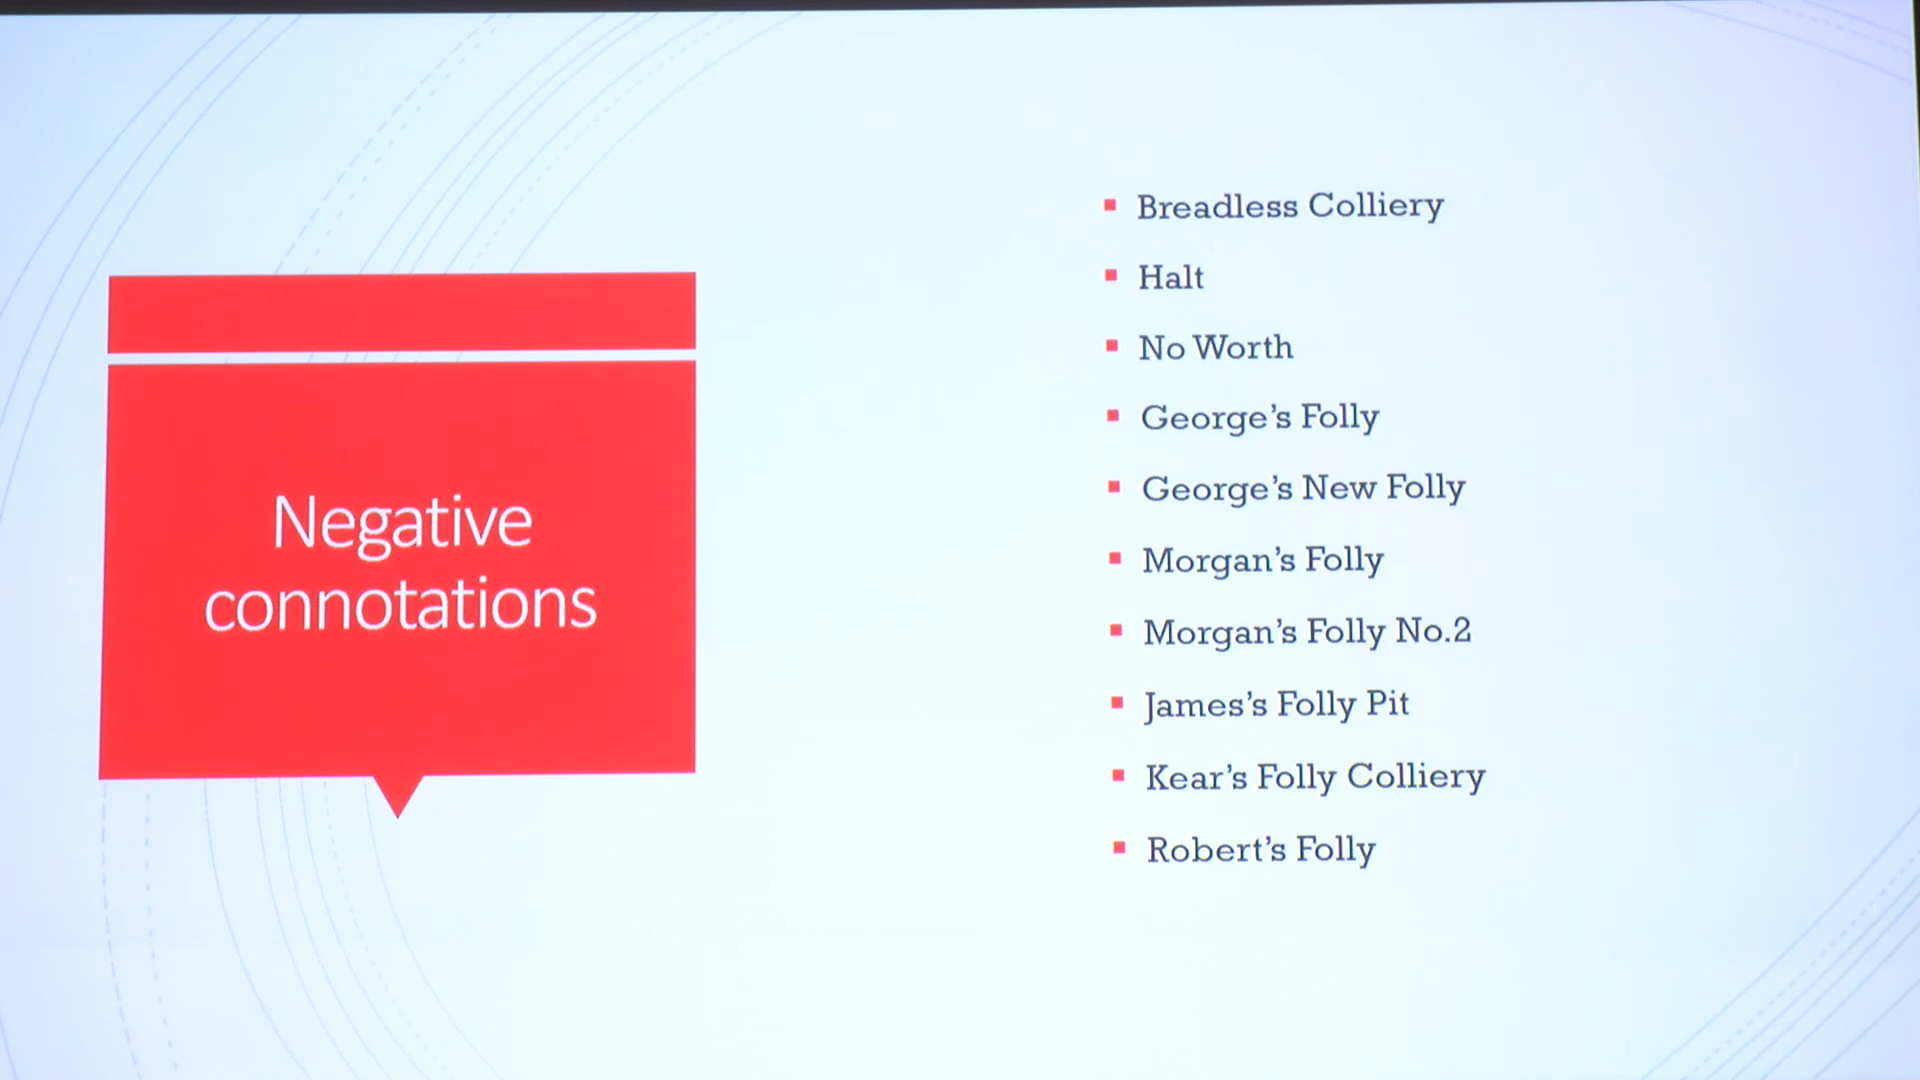 Negative
connotations
Breadless Colliery
Halt
No Worth
George’s Folly
George’s New Folly
Morgan’s Folly
Morgan’s Folly No.2
James’s Folly Pit
Kear’s Folly Colliery
Robert’s Folly